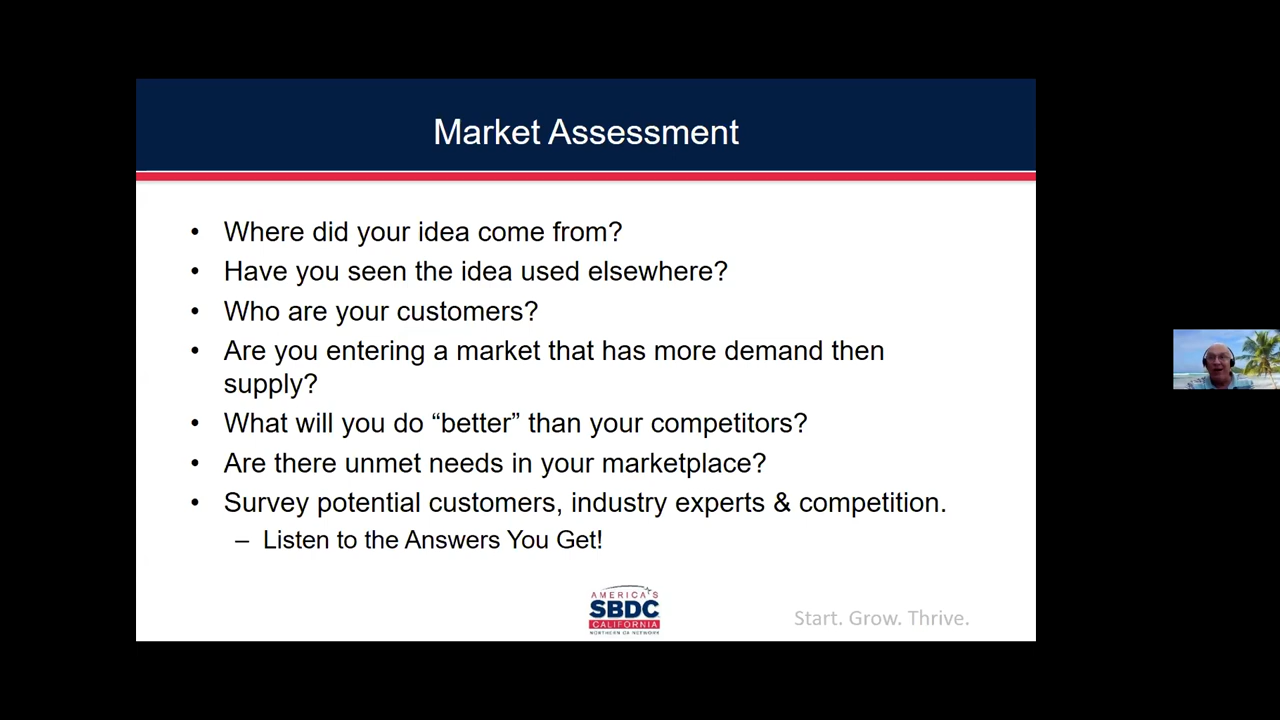 Market Assessment
• Where did your idea come from?
• Have you seen the idea used elsewhere?
• Who are your customers?
• Are you entering a market that has more demand then
supply?
• What will you do “better” than your competitors?
• Are there unmet needs in your marketplace?
• Survey potential customers, industry experts & competition.
– Listen to the Answers You Get!
AMERICA'S
SBDC
CALIFORNIA
NORTHERN CA NETWORK
Start. Grow. Thrive.